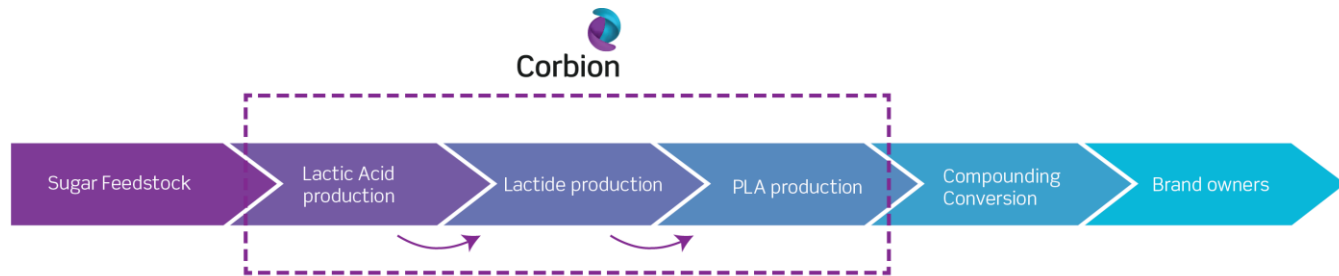 Corbion
Sugar Feedstock
Lactic Acid
production
Lactide production
PLA production
Compounding
Conversion
Brand owners